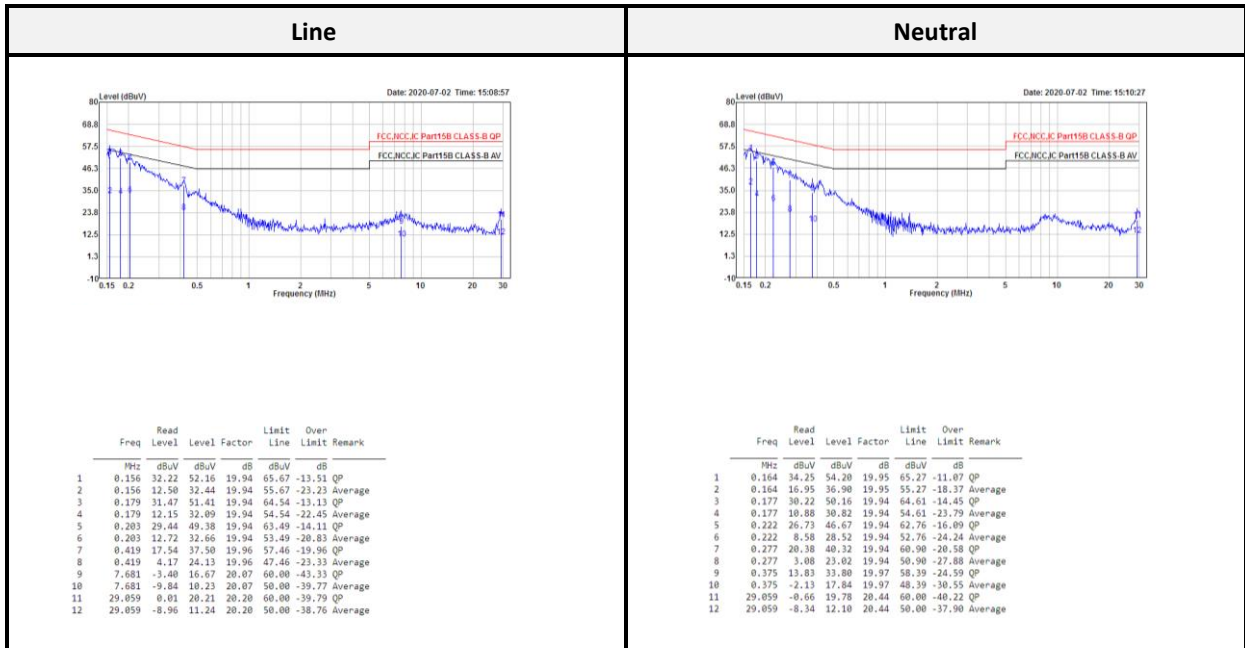 Line
Neutral
Level (dBuV)
Date: 2020-07-02 Time: 15:08:57
80
68.8
57.5
46.3
35.0
23.8
12.5
1.3
-10
FCC,NCC,IC Part15B CLASS-B QP
FCC,NCC,IC Part15B CLASS-B AV
0.15 0.2 0.5 1 2 5 10 20 30
Frequency (MHz)
Read Limit Over
Freq Level Level Factor Line Limit Remark
MHz dBuV dBuV dB dBuV dB
1 0.156 32.22 52.16 19.94 65.67 -13.51 QP
2 0.156 12.50 32.44 19.94 55.67 -23.23 Average
3 0.179 31.47 51.41 19.94 64.54 -13.13 QP
4 0.179 12.15 32.09 19.94 54.54 -22.45 Average
5 0.203 29.44 49.38 19.94 63.49 -14.11 QP
6 0.203 12.72 32.66 19.94 53.49 -20.83 Average
7 0.419 17.54 37.50 19.96 57.46 -19.96 QP
8 0.419 4.17 24.13 19.96 47.46 -23.33 Average
9 7.681 -3.40 16.67 20.07 60.00 -43.33 QP
10 7.681 -9.84 10.23 20.07 50.00 -39.77 Average
11 29.059 0.01 20.21 20.20 60.00 -39.79 QP
12 29.059 -8.96 11.24 20.20 50.00 -38.76 Average
Level (dBuV)
Date: 2020-07-02 Time: 15:10:27
80
68.8
57.5
46.3
35.0
23.8
12.5
1.3
-10
FCC,NCC,IC Part15B CLASS-B QP
FCC,NCC,IC Part15B CLASS-B AV
0.15 0.2 0.5 1 2 5 10 20 30
Frequency (MHz)
Read Limit Over
Freq Level Level Factor Line Limit Remark
MHz dBuV dBuV dB dBuV dB
1 0.164 34.25 54.20 19.95 65.27 -11.07 QP
2 0.164 16.95 36.90 19.95 55.27 -18.37 Average
3 0.177 30.22 50.16 19.94 64.61 -14.45 QP
4 0.177 10.88 30.82 19.94 54.61 -23.79 Average
5 0.222 26.73 46.67 19.94 62.76 -16.09 QP
6 0.222 8.58 28.52 19.94 52.76 -24.24 Average
7 0.277 20.38 40.32 19.94 60.90 -20.58 QP
8 0.277 3.08 23.02 19.94 50.90 -27.88 Average
9 0.375 13.83 33.80 19.97 58.39 -24.59 QP
10 0.375 -2.13 17.84 19.97 48.39 -30.55 Average
11 29.059 -0.66 19.78 20.44 60.00 -40.22 QP
12 29.059 -8.34 12.10 20.44 50.00 -37.90 Average